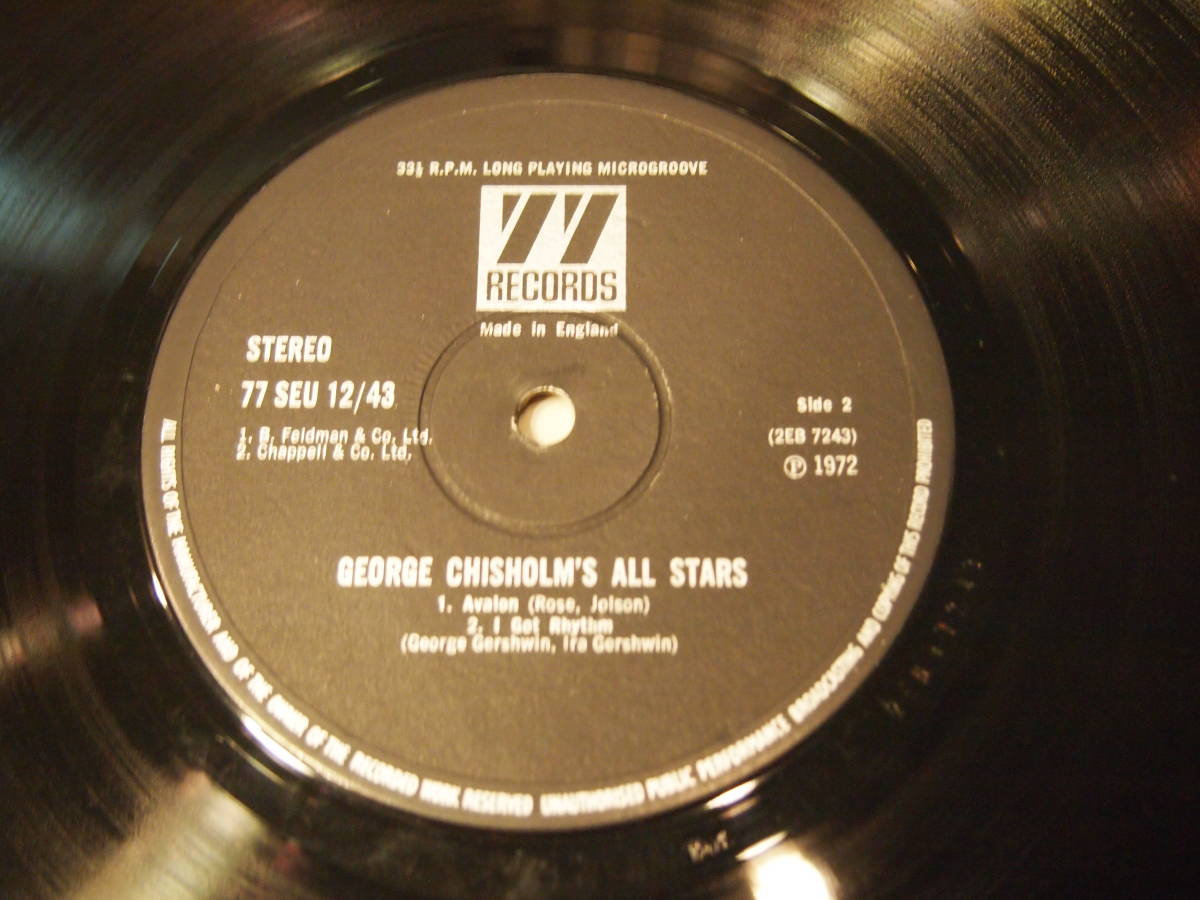 33⅓ R.P.M. LONG PLAYING MICROGROOVE
77
RECORDS
Made in England
STEREO
77 SEU 12/43
1. B. Feldman & Co. Ltd.
2. Chappell & Co. Ltd.
Side 2
(2EB 7243)
Ⓟ 1972
GEORGE CHISHOLM'S ALL STARS
1. Avalon (Rose, Jolson)
2. I Got Rhythm
(George Gershwin, Ira Gershwin)
ALL RIGHTS OF THE MANUFACTURER AND OF THE OWNER OF THE RECORDED WORK RESERVED UNAUTHORISED PUBLIC PERFORMANCE BROADCASTING AND COPYING OF THIS RECORD PROHIBITED